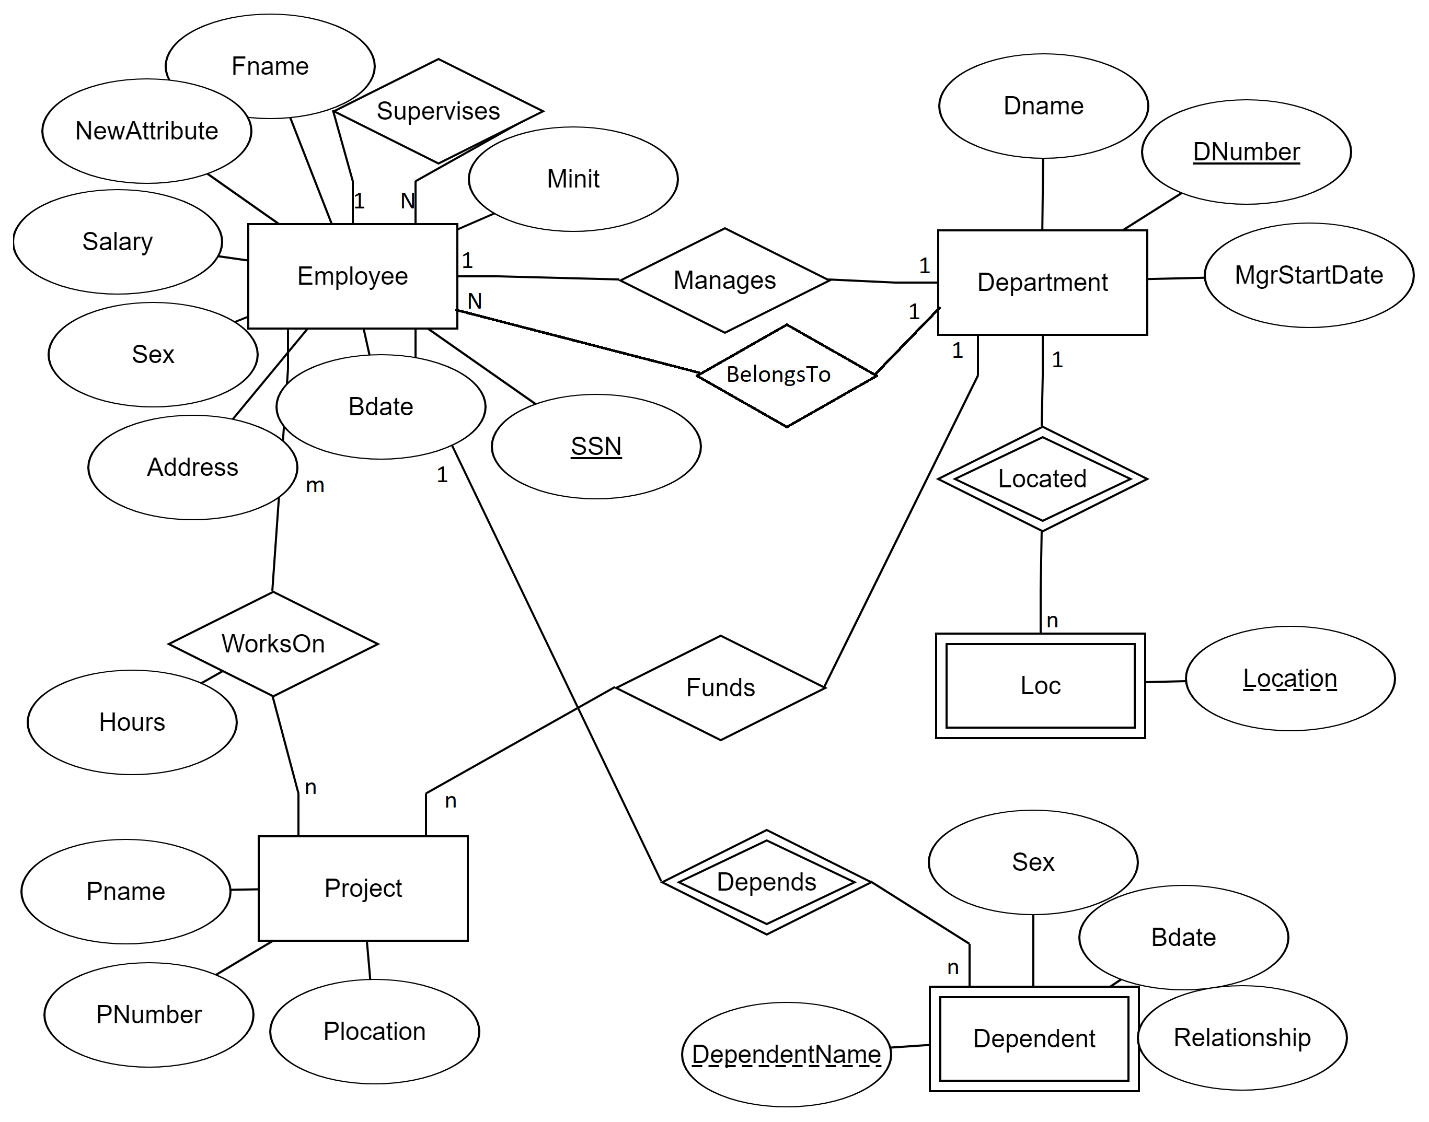 Fname
Supervises
Dname
NewAttribute
DNumber
Minit
1
N
Salary
Employee
1
Manages
1
Department
MgrStartDate
N
1
Sex
BelongsTo
1
1
Bdate
SSN
Address
m
1
Located
WorksOn
n
Funds
Loc
Location
Hours
n
n
Pname
Project
Depends
Sex
Bdate
n
PNumber
Plocation
DependentName
Dependent
Relationship